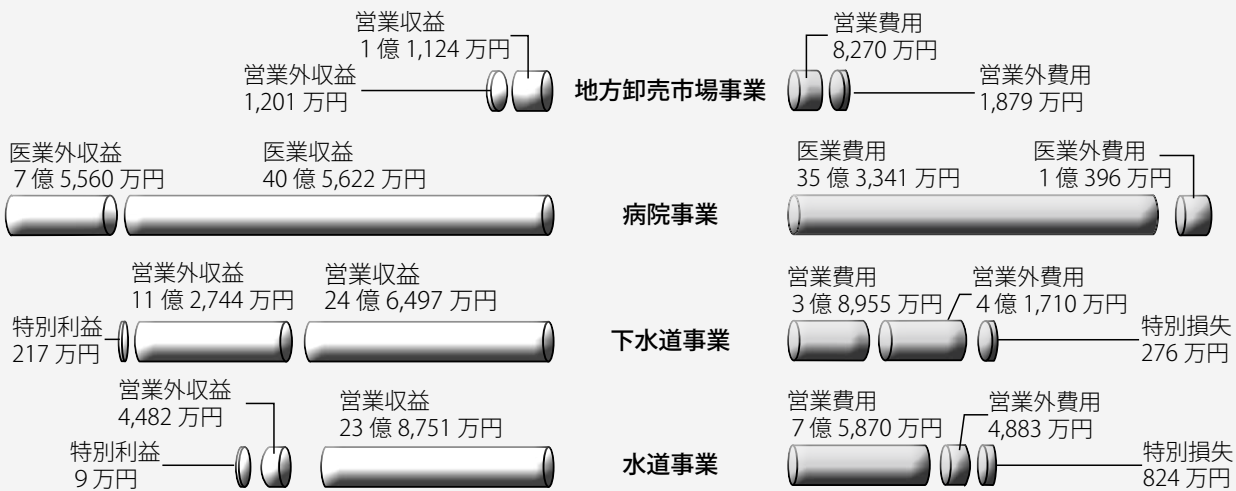 営業収益
1 億 1,124 万円
営業外収益
1,201 万円
地方卸売市場事業
営業費用
8,270 万円
営業外費用
1,879 万円
医業外収益
7 億 5,560 万円
医業収益
40 億 5,622 万円
病院事業
医業費用
35 億 3,341 万円
医業外費用
1 億 396 万円
特別利益
217 万円
営業外収益
11 億 2,744 万円
営業収益
24 億 6,497 万円
下水道事業
営業費用
3 億 8,955 万円
営業外費用
4 億 1,710 万円
特別損失
276 万円
特別利益
9 万円
営業外収益
4,482 万円
営業収益
23 億 8,751 万円
水道事業
営業費用
7 億 5,870 万円
営業外費用
4,883 万円
特別損失
824 万円